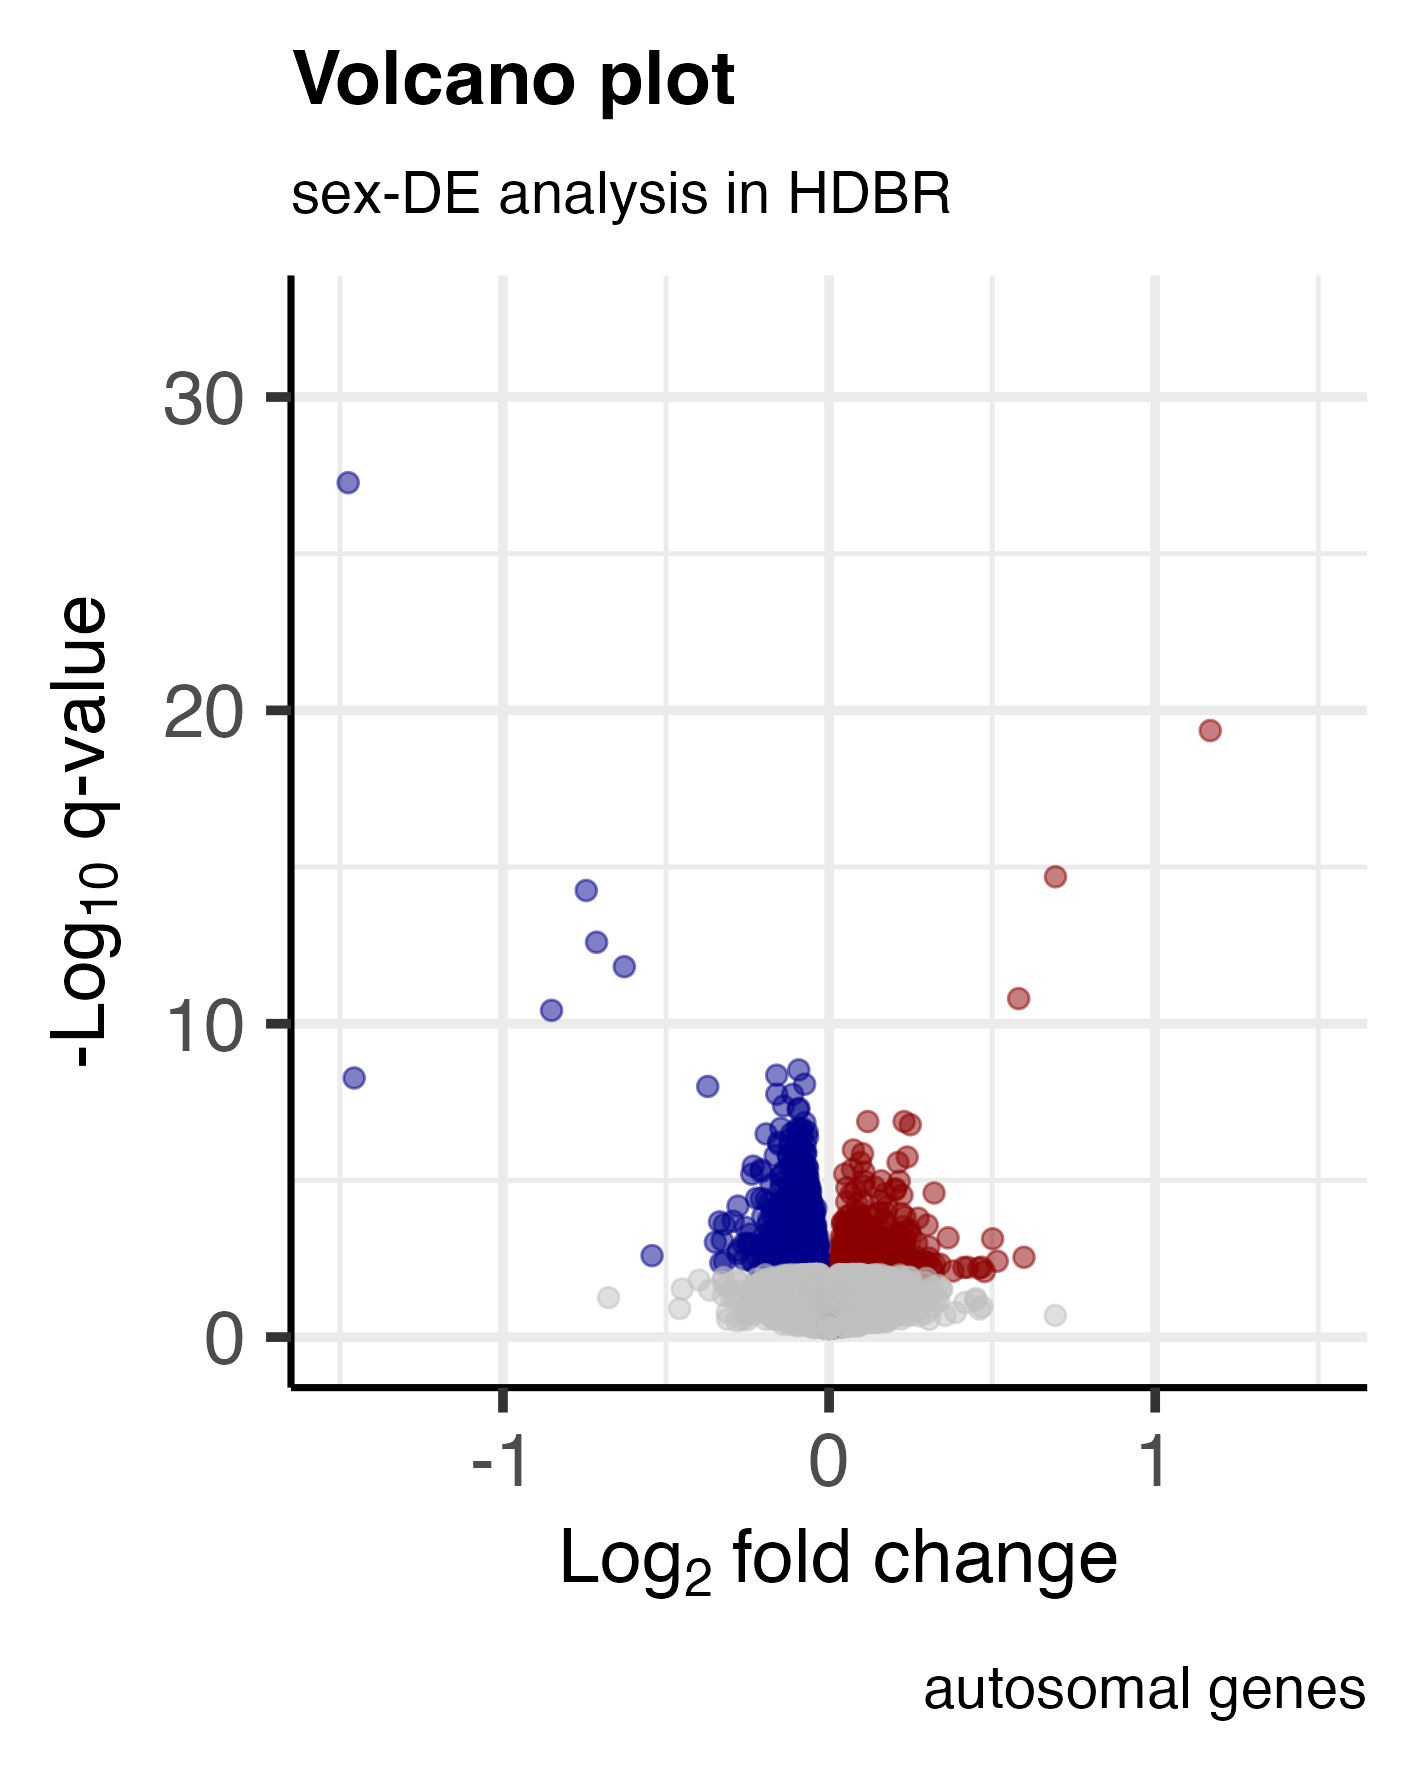 Volcano plot
sex-DE analysis in HDBR
-Log₁₀ q-value
30
20
10
0
-1 0 1
Log₂ fold change
autosomal genes